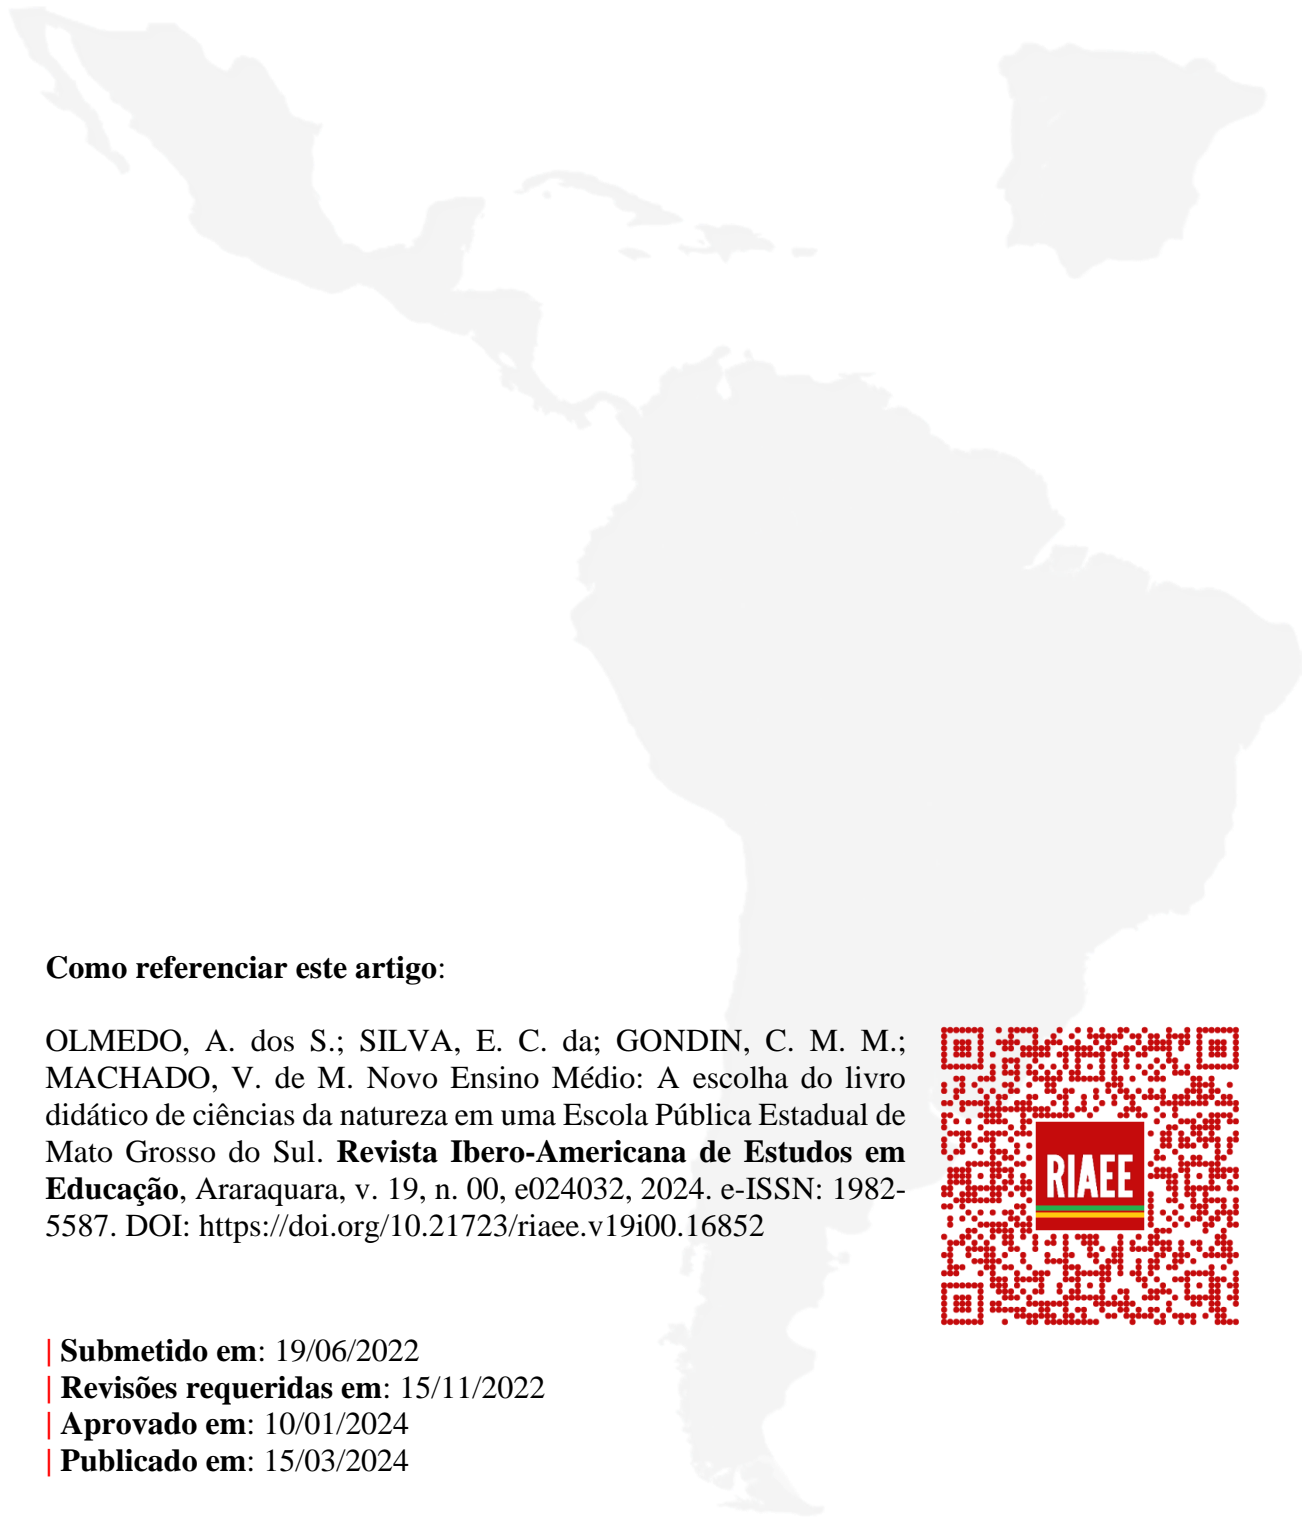 Como referenciar este artigo:
OLMEDO, A. dos S.; SILVA, E. C. da; GONDIN, C. M. M.;
MACHADO, V. de M. Novo Ensino Médio: A escolha do livro
didático de ciências da natureza em uma Escola Pública Estadual de
Mato Grosso do Sul. Revista Ibero-Americana de Estudos em
Educação, Araraquara, v. 19, n. 00, e024032, 2024. e-ISSN: 1982-
5587. DOI: https://doi.org/10.21723/riaee.v19i00.16852
RIAEE
| Submetido em: 19/06/2022
| Revisões requeridas em: 15/11/2022
| Aprovado em: 10/01/2024
| Publicado em: 15/03/2024